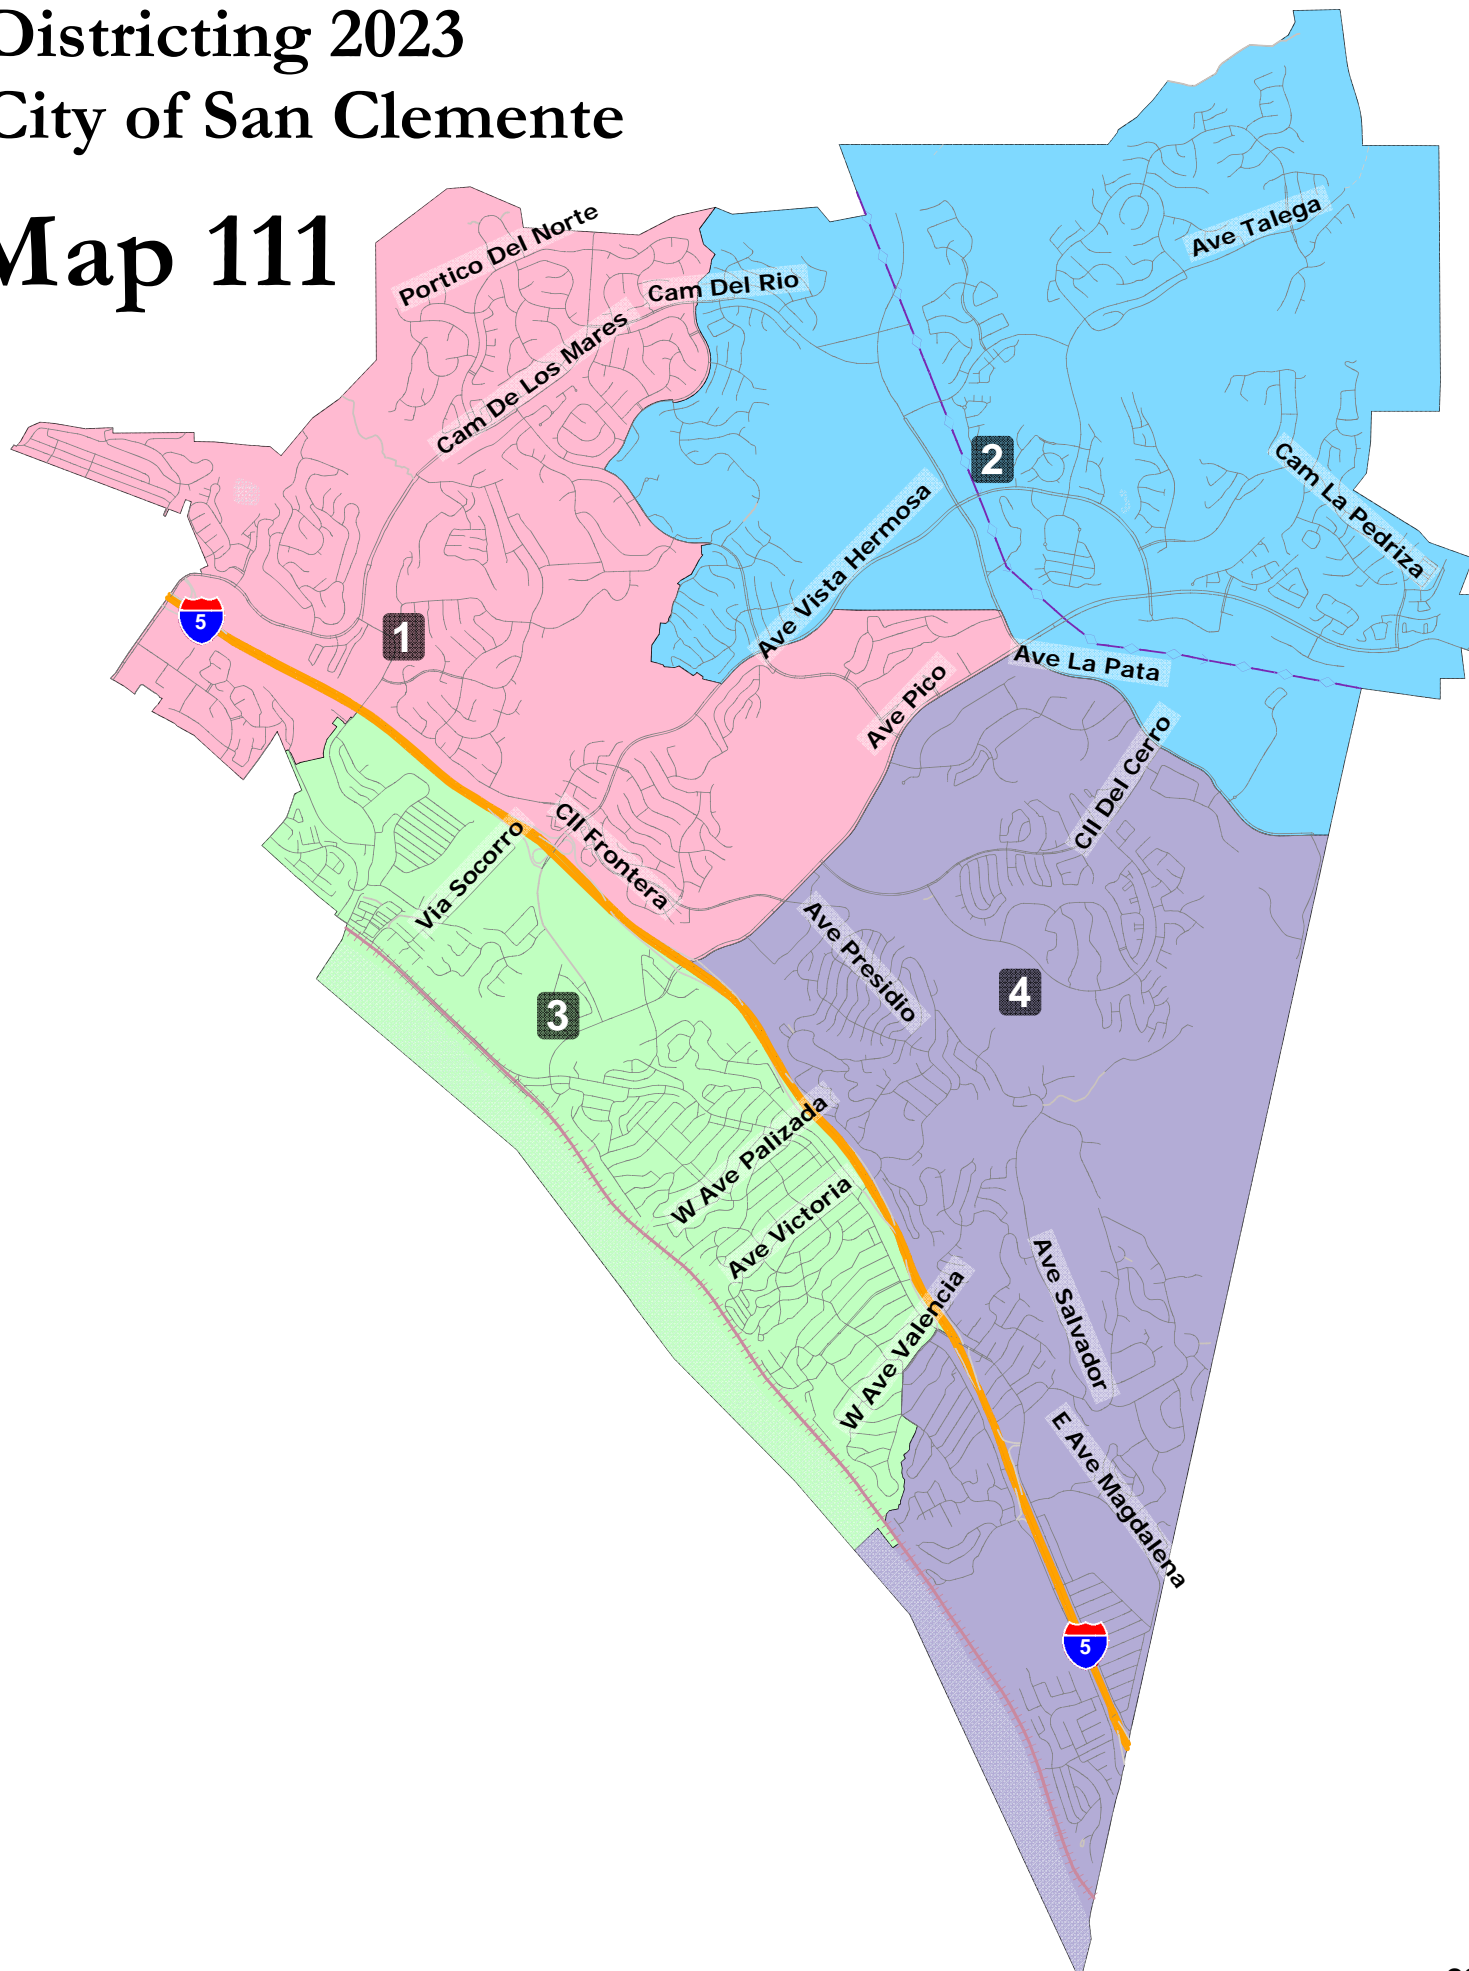 Districting 2023
City of San Clemente
Map 111
Portico Del Norte
Cam Del Rio
Cam De Los Mares
Ave Talega
2
Cam La Pedriza
Ave Vista Hermosa
5
1
Ave La Pata
Ave Pico
Cll Del Cerro
Cll Frontera
Via Socorro
Ave Presidio
4
3
W Ave Palizada
Ave Victoria
W Ave Valencia
Ave Salvador
E Ave Magdalena
5